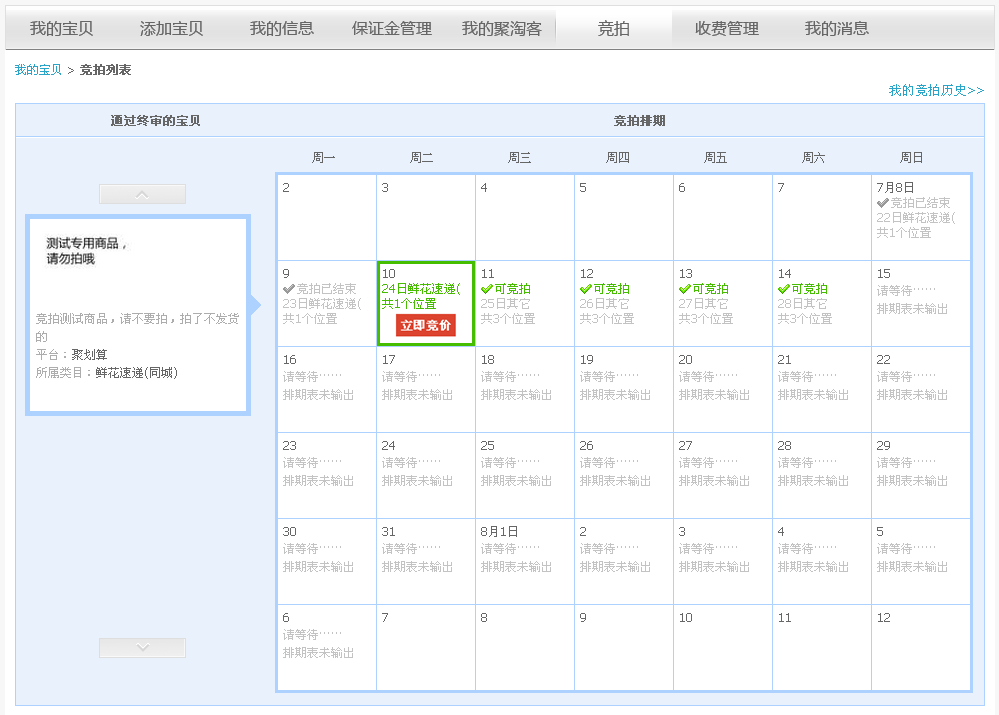 我的宝贝 添加宝贝 我的信息 保证金管理 我的聚淘客 竞拍 收费管理 我的消息
我的宝贝 > 竞拍列表
我的竞拍历史>>
通过终审的宝贝 竞拍排期
测试专用商品，
请勿拍哦
竞拍测试商品，请不要拍，拍了不发货
的
平台：聚划算
所属类目：鲜花速递(同城)
周一 周二 周三 周四 周五 周六 周日
2 3 4 5 6 7 7月8日
竞拍已结束
22日鲜花速递(
共1个位置
9 10 11 12 13 14 15
竞拍已结束 24日鲜花速递( 可竞拍 可竞拍 可竞拍 可竞拍 请等待……
23日鲜花速递( 共1个位置 25日其它 26日其它 27日其它 28日其它 排期表未输出
共1个位置 立即竞价 共3个位置 共3个位置 共3个位置 共3个位置
16 17 18 19 20 21 22
请等待…… 请等待…… 请等待…… 请等待…… 请等待…… 请等待…… 请等待……
排期表未输出 排期表未输出 排期表未输出 排期表未输出 排期表未输出 排期表未输出 排期表未输出
23 24 25 26 27 28 29
请等待…… 请等待…… 请等待…… 请等待…… 请等待…… 请等待…… 请等待……
排期表未输出 排期表未输出 排期表未输出 排期表未输出 排期表未输出 排期表未输出 排期表未输出
30 31 8月1日 2 3 4 5
请等待…… 请等待…… 请等待…… 请等待…… 请等待…… 请等待…… 请等待……
排期表未输出 排期表未输出 排期表未输出 排期表未输出 排期表未输出 排期表未输出 排期表未输出
6 7 8 9 10 11 12
请等待……
排期表未输出